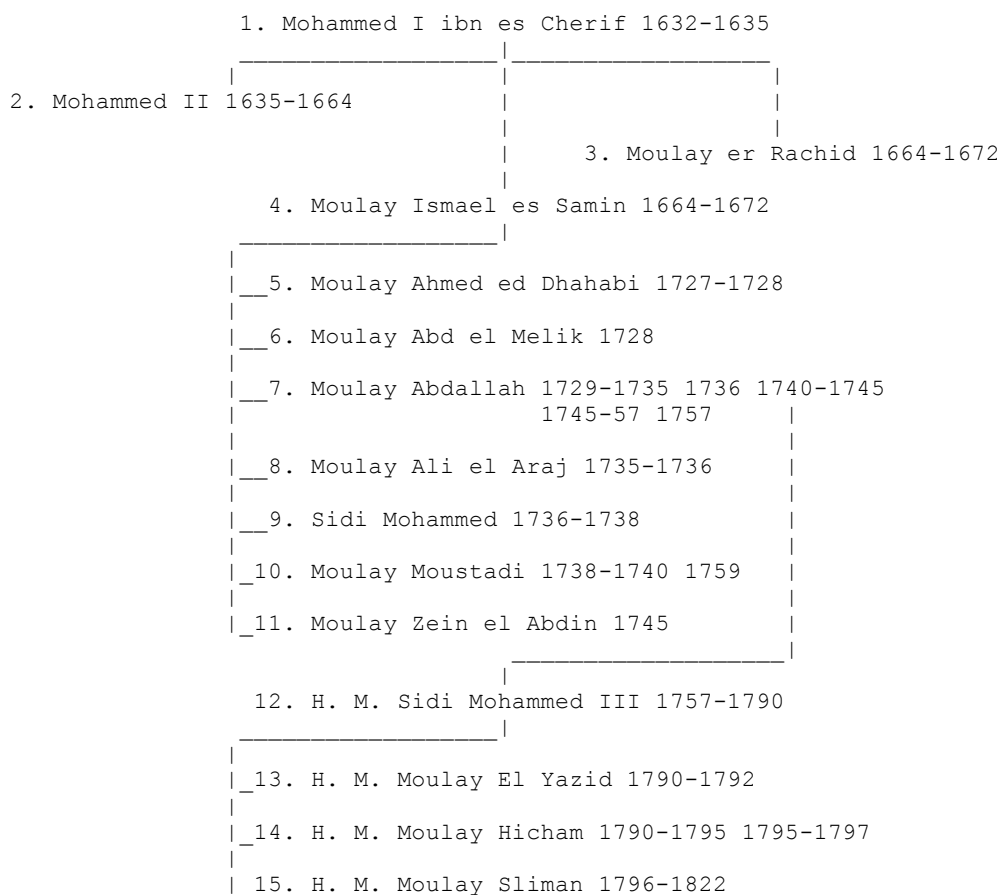 1. Mohammed I ibn es Cherif 1632-1635
2. Mohammed II 1635-1664
3. Moulay er Rachid 1664-1672
4. Moulay Ismael es Samin 1664-1672
5. Moulay Ahmed ed Dhahabi 1727-1728
6. Moulay Abd el Melik 1728
7. Moulay Abdallah 1729-1735 1736 1740-1745
1745-57 1757
8. Moulay Ali el Araj 1735-1736
9. Sidi Mohammed 1736-1738
10. Moulay Moustadi 1738-1740 1759
11. Moulay Zein el Abdin 1745
12. H. M. Sidi Mohammed III 1757-1790
13. H. M. Moulay El Yazid 1790-1792
14. H. M. Moulay Hicham 1790-1795 1795-1797
15. H. M. Moulay Sliman 1796-1822